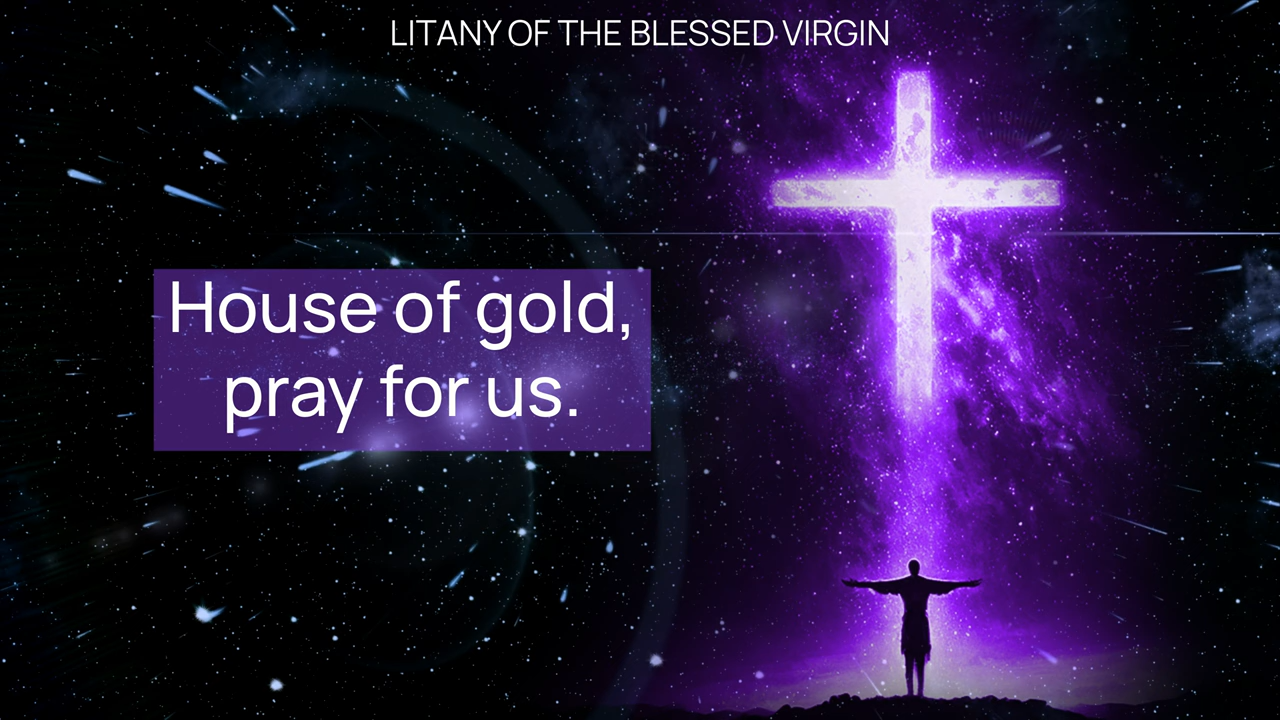 LITANY OF THE BLESSED VIRGIN
House of gold,
pray for us.